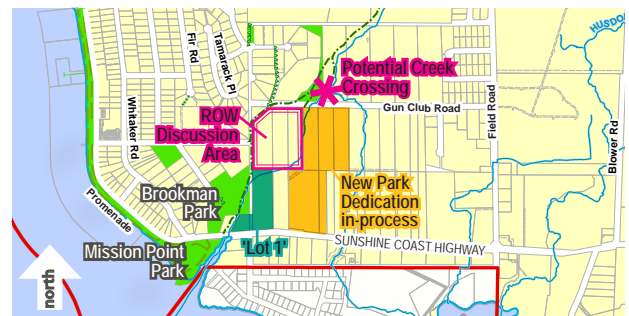 HUSDO
Fir Rd
Tamarack Pl
Potential Creek
Crossing
Gun Club Road
ROW
Discussion
Area
Whitaker Rd
Field Road
Blower Rd
Brookman
Park
New Park
Dedication
in-process
Promenade
'Lot 1'
SUNSHINE COAST HIGHWAY
Mission Point
Park
north